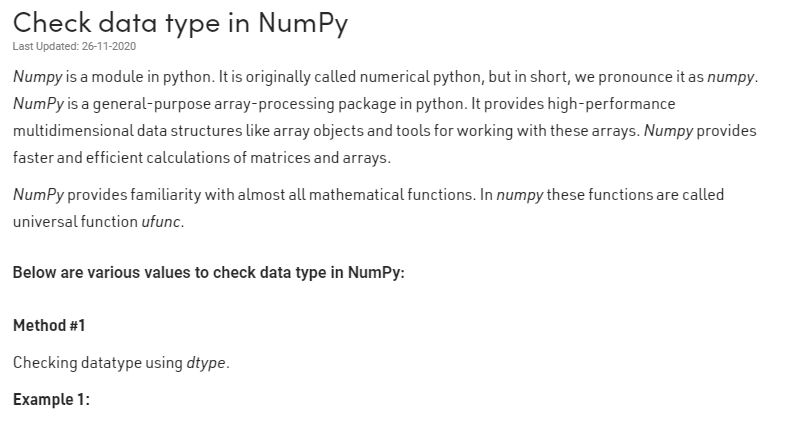 Check data type in NumPy
Last Updated: 26-11-2020
Numpy is a module in python. It is originally called numerical python, but in short, we pronounce it as numpy.
NumPy is a general-purpose array-processing package in python. It provides high-performance
multidimensional data structures like array objects and tools for working with these arrays. Numpy provides
faster and efficient calculations of matrices and arrays.
NumPy provides familiarity with almost all mathematical functions. In numpy these functions are called
universal function ufunc.
Below are various values to check data type in NumPy:
Method #1
Checking datatype using dtype.
Example 1: